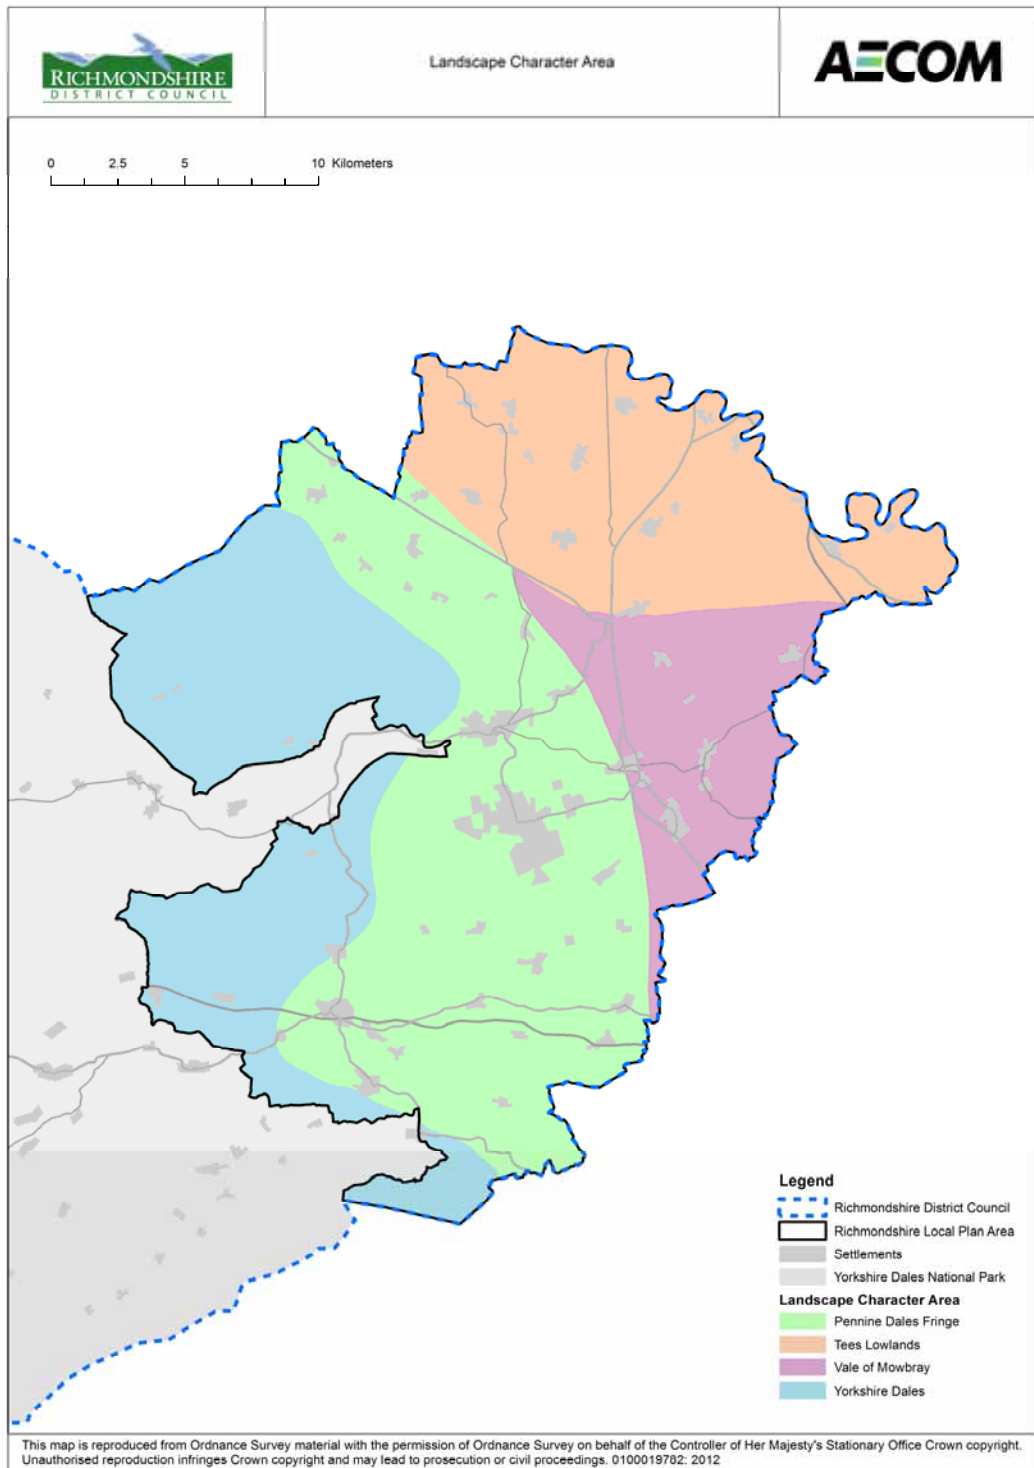 RICHMONDSHIRE
DISTRICT COUNCIL
Landscape Character Area
AECOM
0 2.5 5 10 Kilometers
Legend
Richmondshire District Council
Richmondshire Local Plan Area
Settlements
Yorkshire Dales National Park
Landscape Character Area
Pennine Dales Fringe
Tees Lowlands
Vale of Mowbray
Yorkshire Dales
This map is reproduced from Ordnance Survey material with the permission of Ordnance Survey on behalf of the Controller of Her Majesty's Stationary Office Crown copyright.
Unauthorised reproduction infringes Crown copyright and may lead to prosecution or civil proceedings. 0100019782: 2012